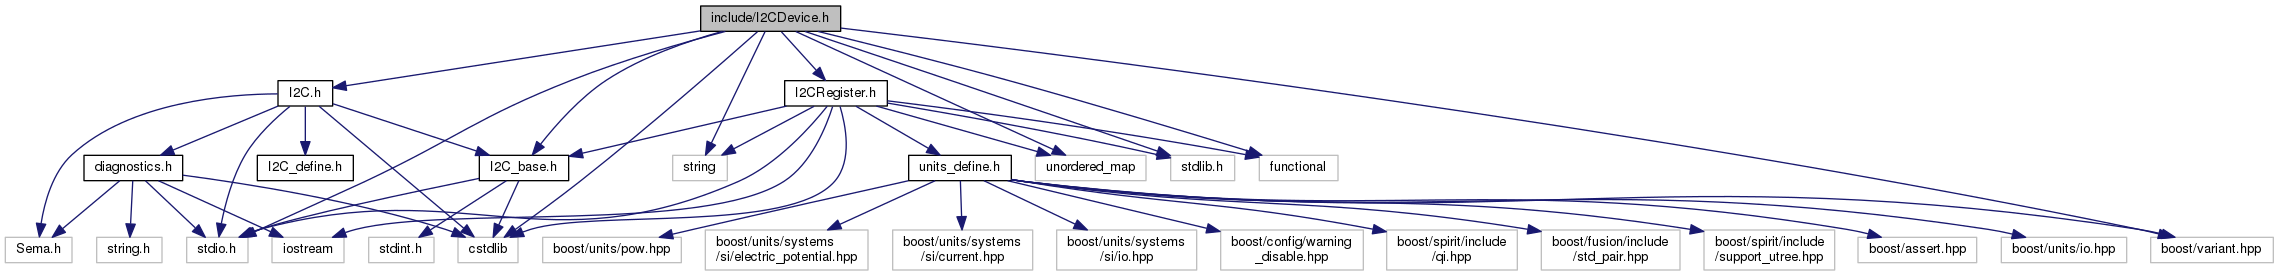 include/I2CDevice.h
I2C.h
I2CRegister.h
diagnostics.h
I2C_define.h
I2C_base.h
string
units_define.h
unordered_map
stdlib.h
functional
Sema.h
string.h
stdio.h
iostream
stdint.h
cstdlib
boost/units/pow.hpp
boost/units/systems
/si/electric_potential.hpp
boost/units/systems
/si/current.hpp
boost/units/systems
/si/io.hpp
boost/config/warning
_disable.hpp
boost/spirit/include
/qi.hpp
boost/fusion/include
/std_pair.hpp
boost/spirit/include
/support_utree.hpp
boost/assert.hpp
boost/units/io.hpp
boost/variant.hpp